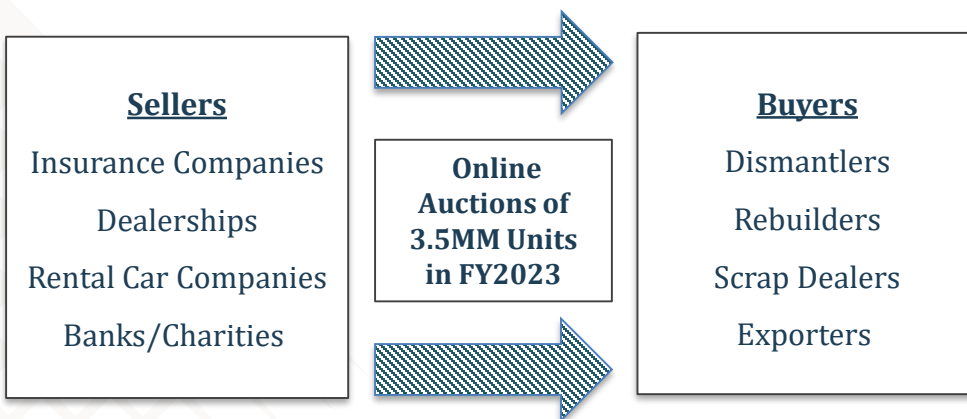 Sellers
Insurance Companies
Dealerships
Rental Car Companies
Banks/Charities
Online
Auctions of
3.5MM Units
in FY2023
Buyers
Dismantlers
Rebuilders
Scrap Dealers
Exporters